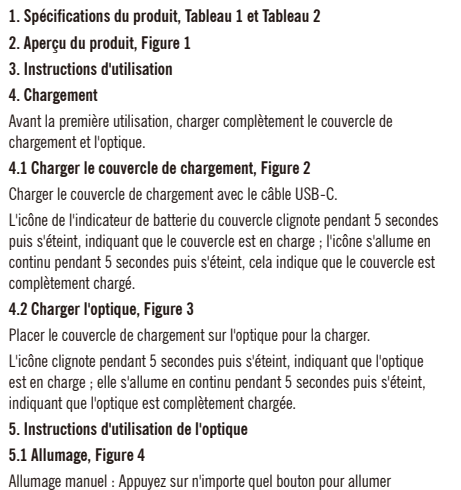 1. Spécifications du produit, Tableau 1 et Tableau 2
2. Aperçu du produit, Figure 1
3. Instructions d'utilisation
4. Chargement
Avant la première utilisation, charger complètement le couvercle de
chargement et l'optique.
4.1 Charger le couvercle de chargement, Figure 2
Charger le couvercle de chargement avec le câble USB-C.
L'icône de l'indicateur de batterie du couvercle clignote pendant 5 secondes
puis s'éteint, indiquant que le couvercle est en charge ; l'icône s'allume en
continu pendant 5 secondes puis s'éteint, cela indique que le couvercle est
complètement chargé.
4.2 Charger l'optique, Figure 3
Placer le couvercle de chargement sur l'optique pour la charger.
L'icône clignote pendant 5 secondes puis s'éteint, indiquant que l'optique
est en charge ; elle s'allume en continu pendant 5 secondes puis s'éteint,
indiquant que l'optique est complètement chargée.
5. Instructions d'utilisation de l'optique
5.1 Allumage, Figure 4
Allumage manuel : Appuyez sur n'importe quel bouton pour allumer